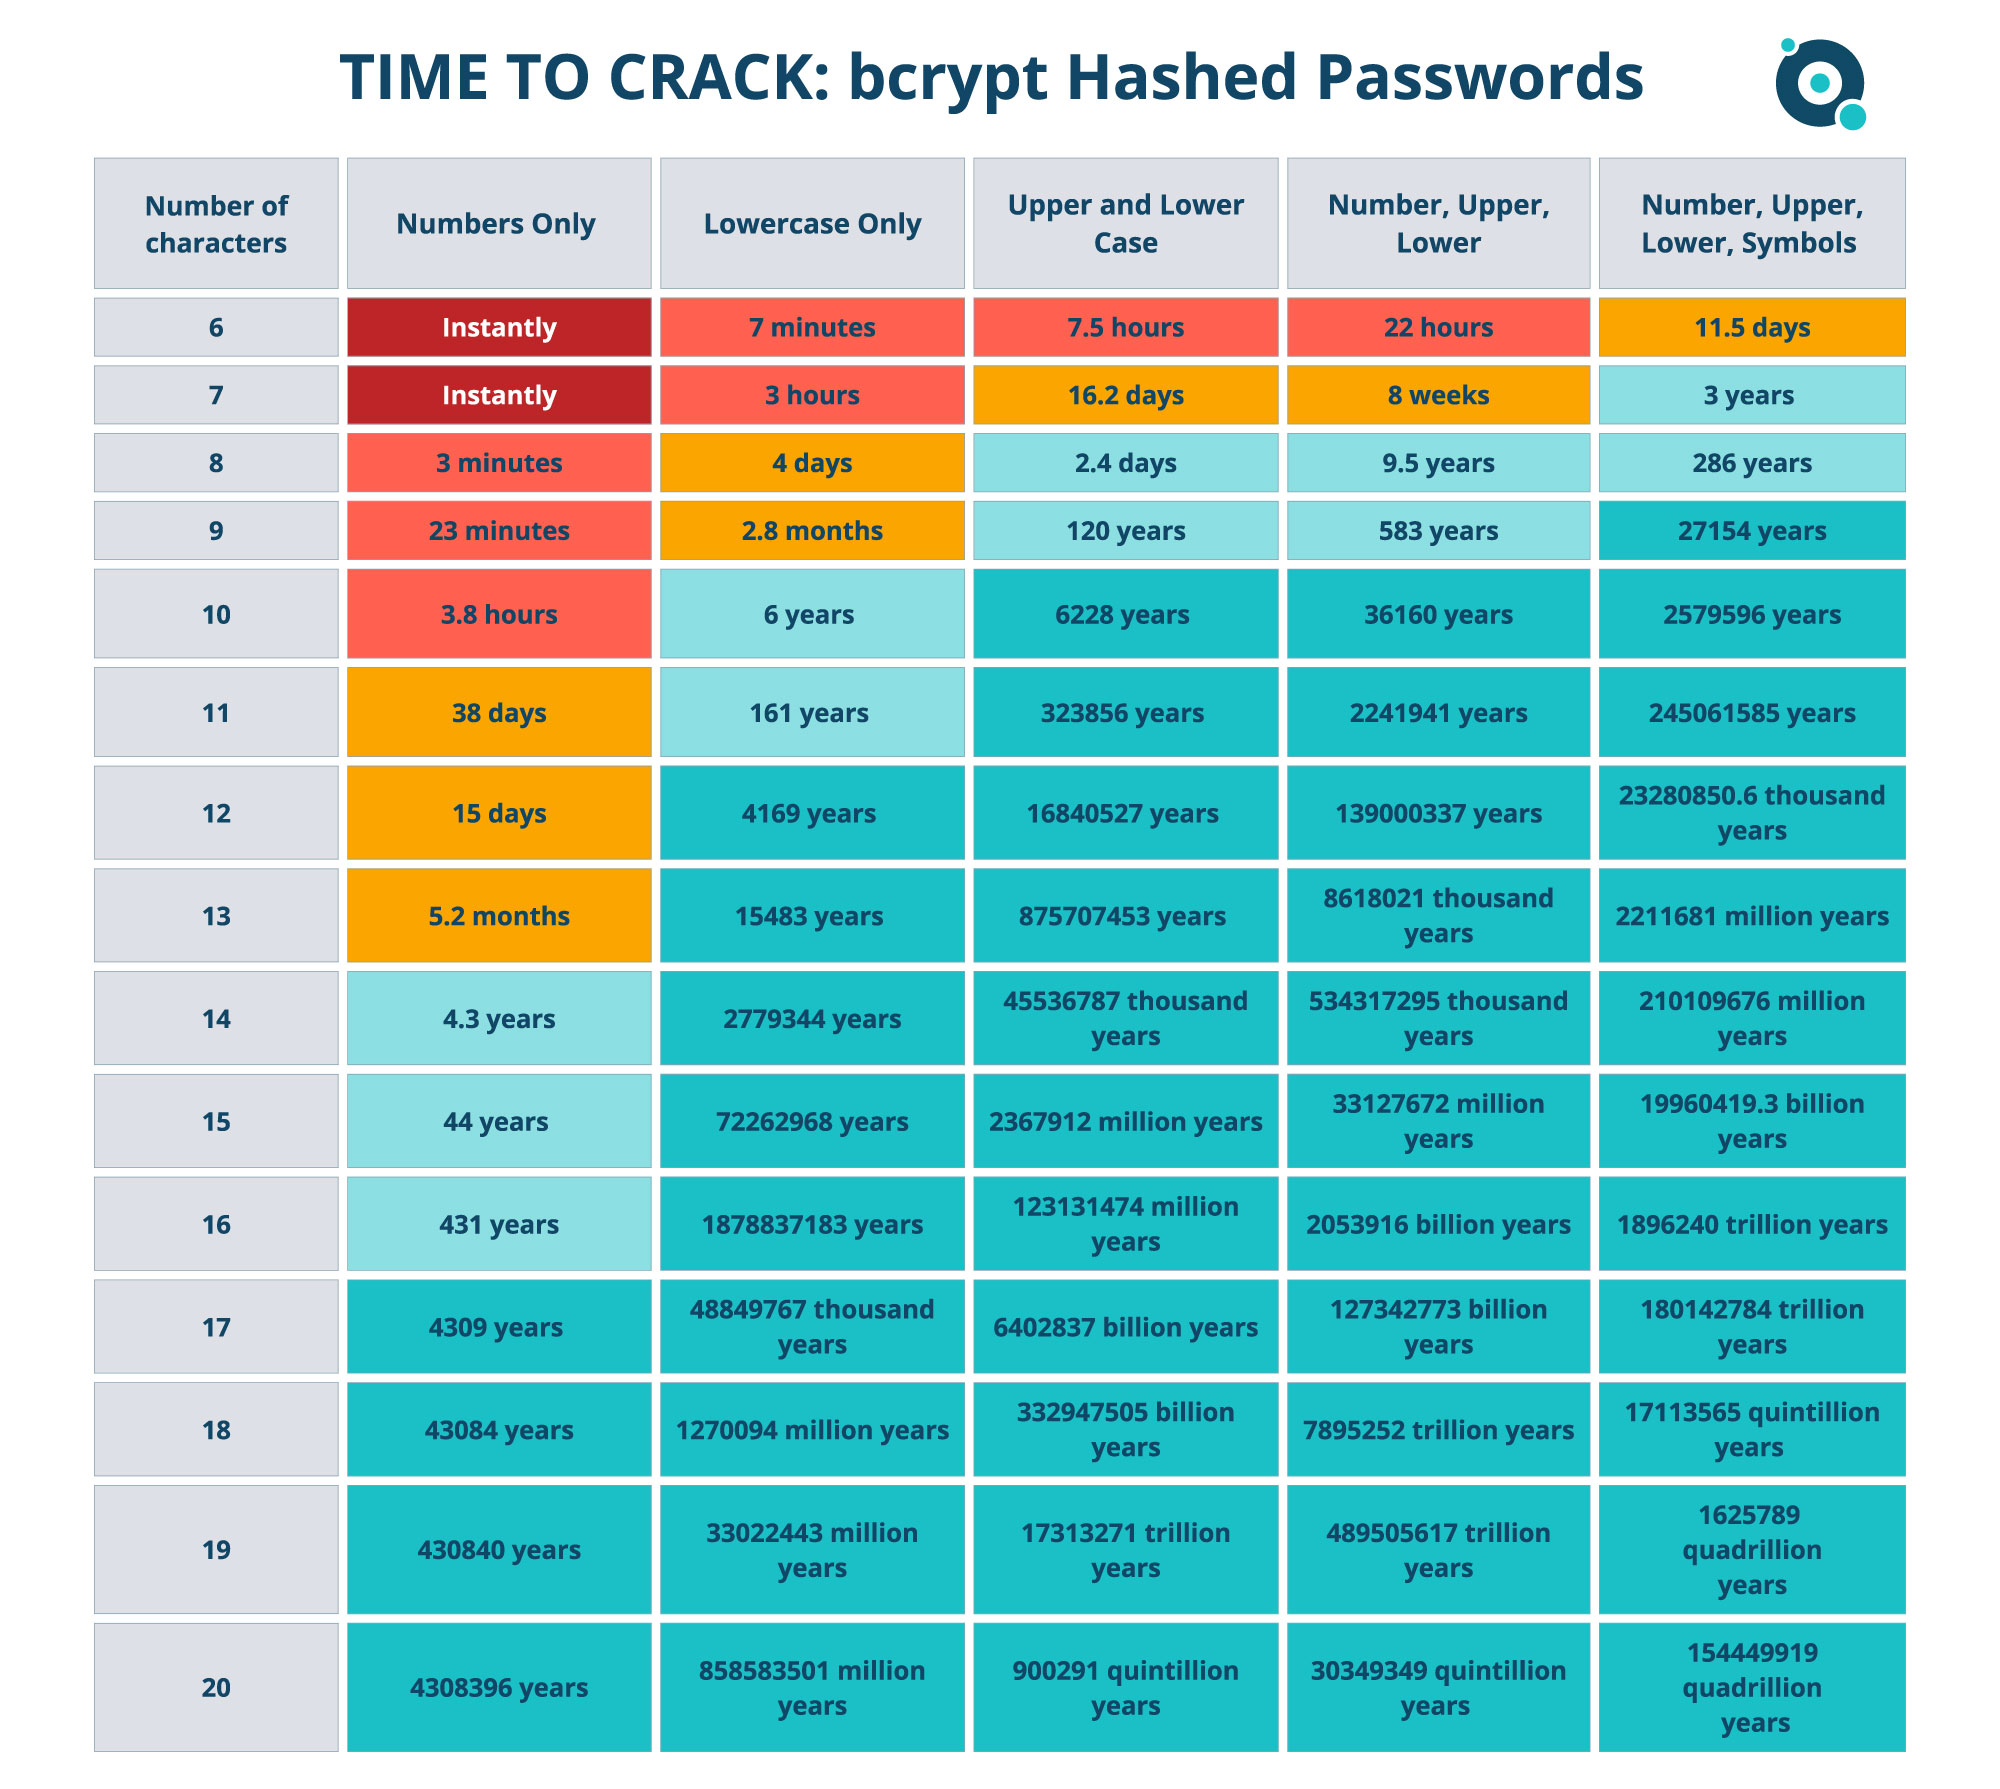 TIME TO CRACK: bcrypt Hashed Passwords
Number of
characters
Numbers Only
Lowercase Only
Upper and Lower
Case
Number, Upper,
Lower
Number, Upper,
Lower, Symbols
6
Instantly
7 minutes
7.5 hours
22 hours
11.5 days
7
Instantly
3 hours
16.2 days
8 weeks
3 years
8
3 minutes
4 days
2.4 days
9.5 years
286 years
9
23 minutes
2.8 months
120 years
583 years
27154 years
10
3.8 hours
6 years
6228 years
36160 years
2579596 years
11
38 days
161 years
323856 years
2241941 years
245061585 years
12
15 days
4169 years
16840527 years
139000337 years
23280850.6 thousand
years
13
5.2 months
15483 years
875707453 years
8618021 thousand
years
2211681 million years
14
4.3 years
2779344 years
45536787 thousand
years
534317295 thousand
years
210109676 million
years
15
44 years
72262968 years
2367912 million years
33127672 million
years
19960419.3 billion
years
16
431 years
1878837183 years
123131474 million
years
2053916 billion years
1896240 trillion years
17
4309 years
48849767 thousand
years
6402837 billion years
127342773 billion
years
180142784 trillion
years
18
43084 years
1270094 million years
332947505 billion
years
7895252 trillion years
17113565 quintillion
years
19
430840 years
33022443 million
years
17313271 trillion
years
489505617 trillion
years
1625789
quadrillion
years
20
4308396 years
858583501 million
years
900291 quintillion
years
30349349 quintillion
years
154449919
quadrillion
years